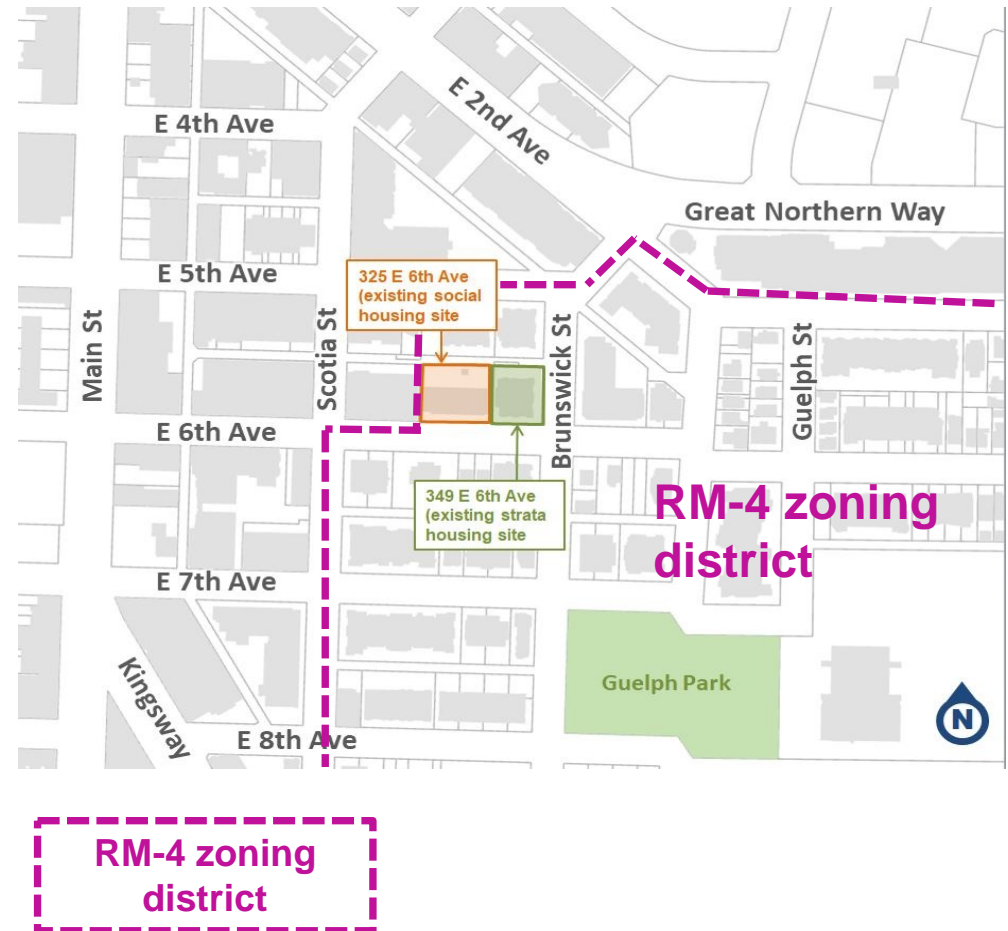 E 2nd Ave
E 4th Ave
Great Northern Way
E 5th Ave
325 E 6th Ave
(existing social
housing site
Main St
Scotia St
Brunswick St
Guelph St
E 6th Ave
349 E 6th Ave
(existing strata
housing site
RM-4 zoning
district
E 7th Ave
Kingsway
Guelph Park
N
E 8th Ave
RM-4 zoning
district